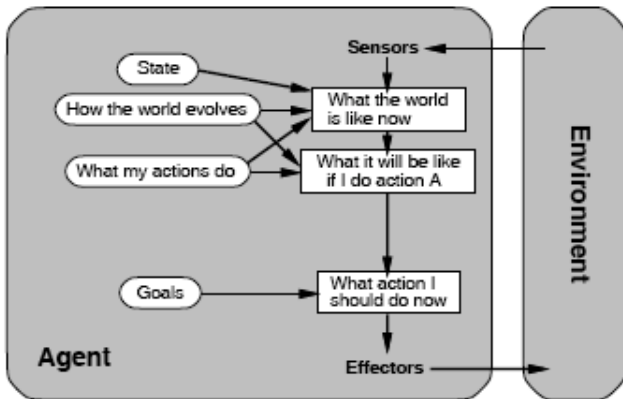 Sensors
State
What the world
is like now
How the world evolves
What it will be like
if I do action A
What my actions do
Environment
What action I
should do now
Goals
Agent
Effectors